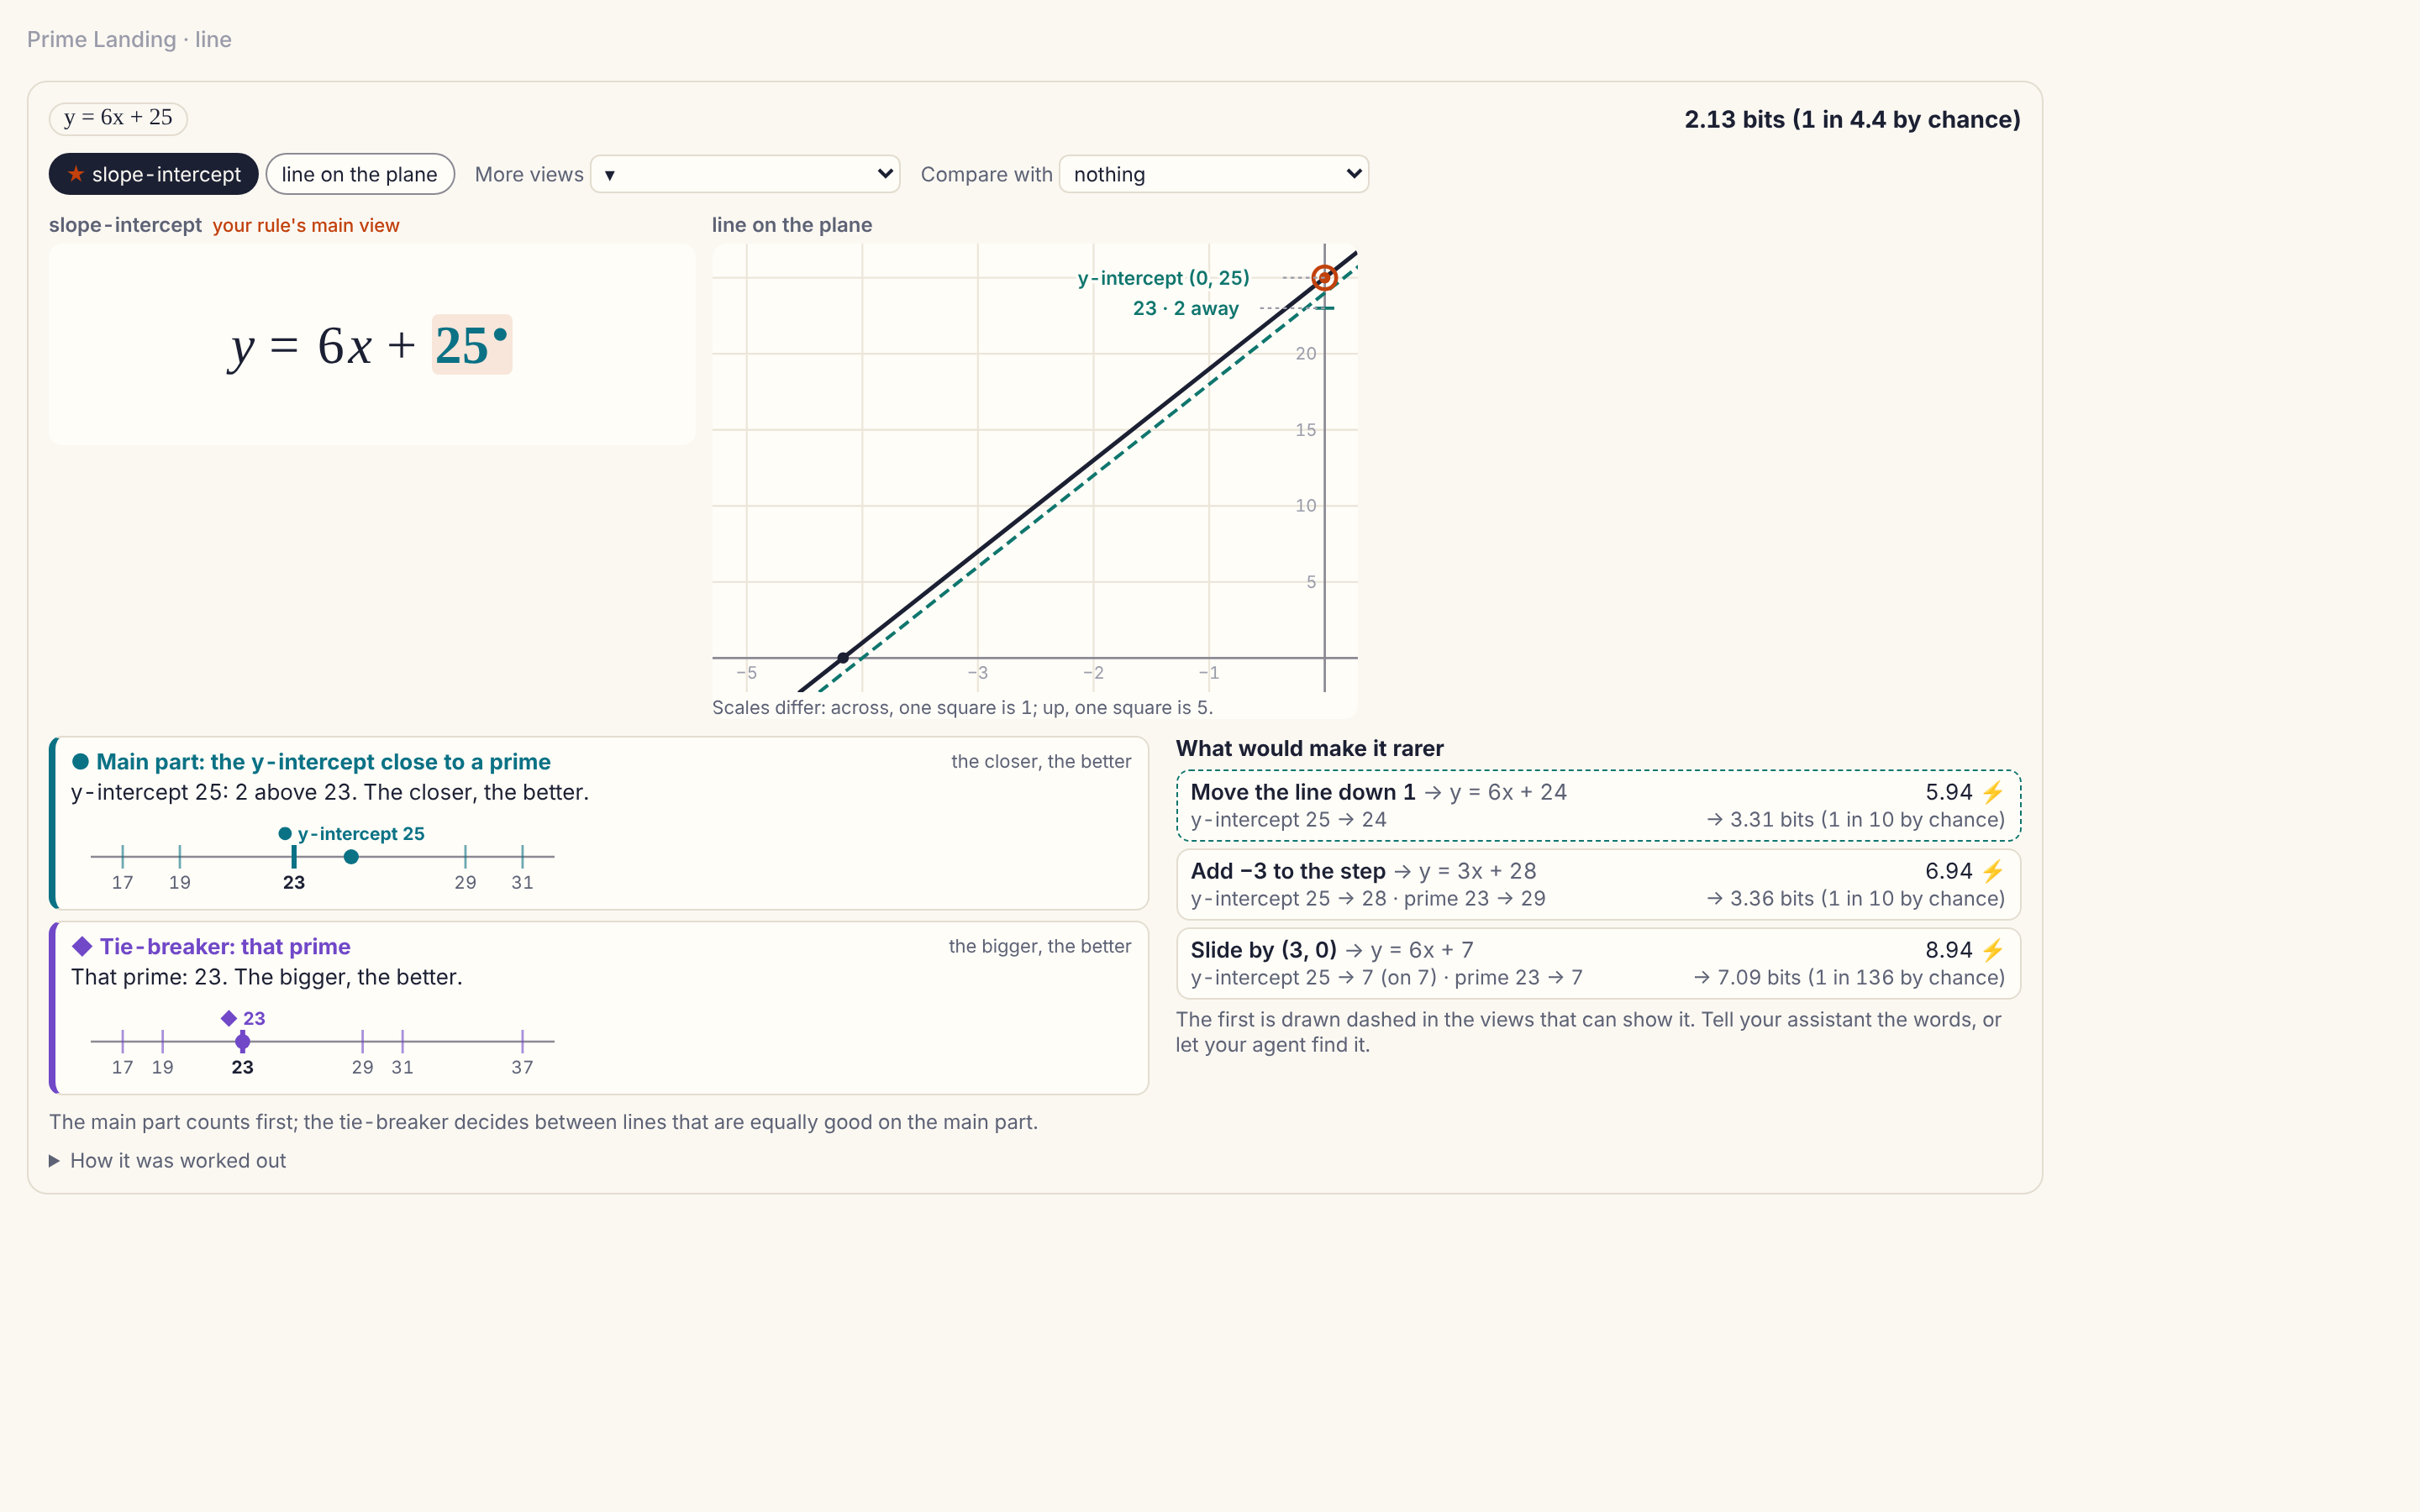 Prime Landing · line
y = 6x + 25
2.13 bits (1 in 4.4 by chance)
★ slope-intercept
line on the plane
More views
▾
Compare with
nothing
slope-intercept your rule's main view
y = 6x + 25
line on the plane
y-intercept (0, 25)
23 · 2 away
20
15
10
5
−5
−3
−2
−1
Scales differ: across, one square is 1; up, one square is 5.
Main part: the y-intercept close to a prime
the closer, the better
y-intercept 25: 2 above 23. The closer, the better.
y-intercept 25
17 19 23 29 31
Tie-breaker: that prime
the bigger, the better
That prime: 23. The bigger, the better.
23
17 19 23 29 31 37
The main part counts first; the tie-breaker decides between lines that are equally good on the main part.
▶ How it was worked out
What would make it rarer
Move the line down 1 → y = 6x + 24 5.94 ⚡
y-intercept 25 → 24 → 3.31 bits (1 in 10 by chance)
Add −3 to the step → y = 3x + 28 6.94 ⚡
y-intercept 25 → 28 · prime 23 → 29 → 3.36 bits (1 in 10 by chance)
Slide by (3, 0) → y = 6x + 7 8.94 ⚡
y-intercept 25 → 7 (on 7) · prime 23 → 7 → 7.09 bits (1 in 136 by chance)
The first is drawn dashed in the views that can show it. Tell your assistant the words, or
let your agent find it.